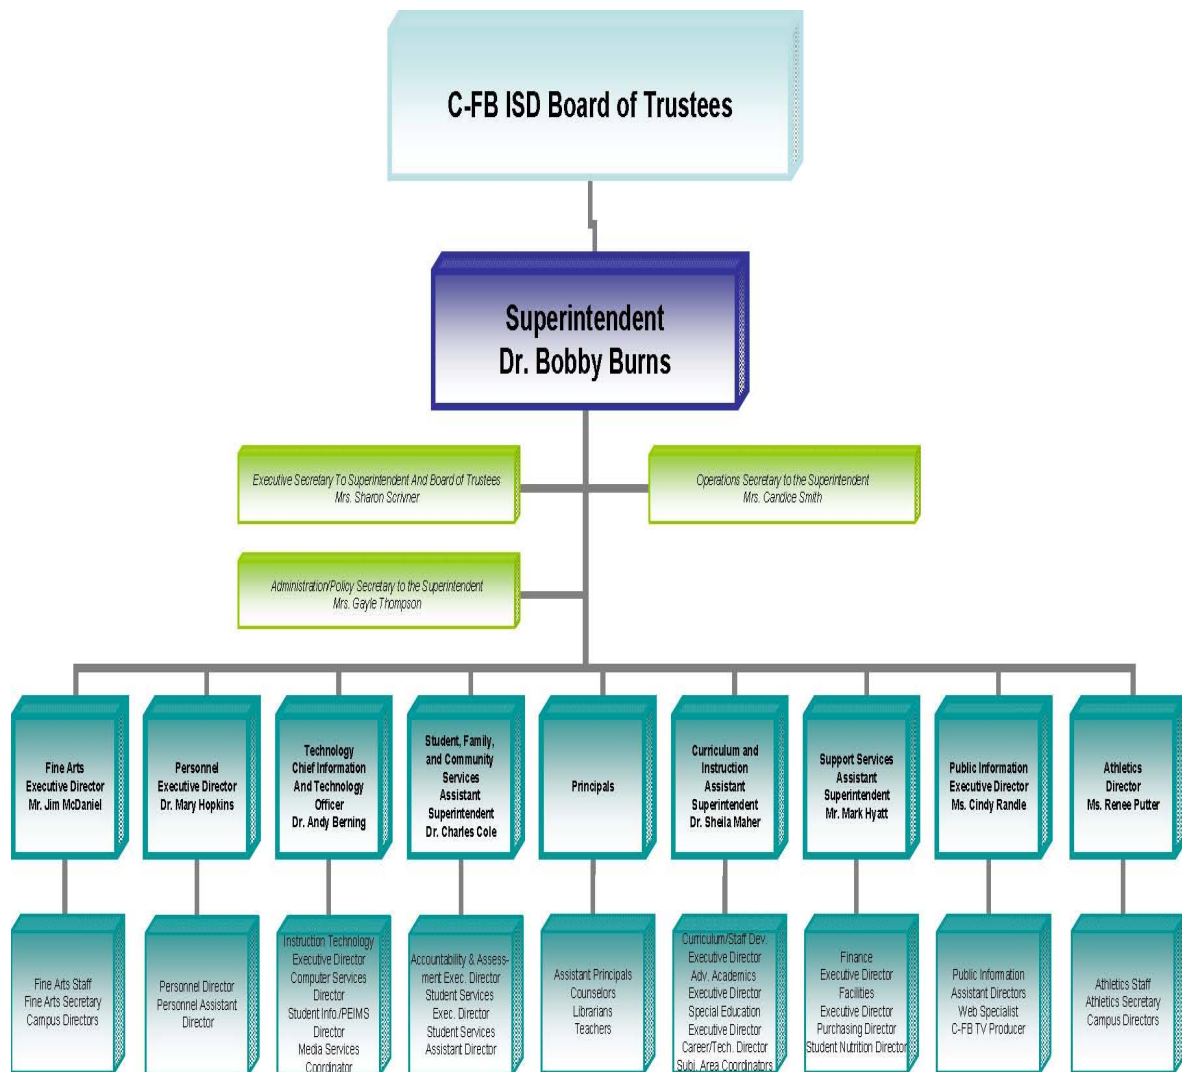 C-FB ISD Board of Trustees
Superintendent
Dr. Bobby Burns
Executive Secretary To Superintendent And Board of Trustees
Mrs. Sharon Scrivner
Operations Secretary to the Superintendent
Mrs. Candice Smith
Administration/Policy Secretary to the Superintendent
Mrs. Gayle Thompson
Fine Arts
Executive Director
Mr. Jim McDaniel
Personnel
Executive Director
Dr. Mary Hopkins
Technology
Chief Information
And Technology
Officer
Dr. Andy Berning
Student, Family,
and Community
Services
Assistant
Superintendent
Dr. Charles Cole
Principals
Curriculum and
Instruction
Assistant
Superintendent
Dr. Sheila Maher
Support Services
Assistant
Superintendent
Mr. Mark Hyatt
Public Information
Executive Director
Ms. Cindy Randle
Athletics
Director
Ms. Renee Putter
Fine Arts Staff
Fine Arts Secretary
Campus Directors
Personnel Director
Personnel Assistant
Director
Instruction Technology
Executive Director
Computer Services
Director
Student Info./PEIMS
Director
Media Services
Coordinator
Accountability & Assess-
ment Exec. Director
Student Services
Exec. Director
Student Services
Assistant Director
Assistant Principals
Counselors
Librarians
Teachers
Curriculum/Staff Dev.
Executive Director
Adv. Academics
Executive Director
Special Education
Executive Director
Career/Tech. Director
Subj. Area Coordinators
Finance
Executive Director
Facilities
Executive Director
Purchasing Director
Student Nutrition Director
Public Information
Assistant Directors
Web Specialist
C-FB TV Producer
Athletics Staff
Athletics Secretary
Campus Directors